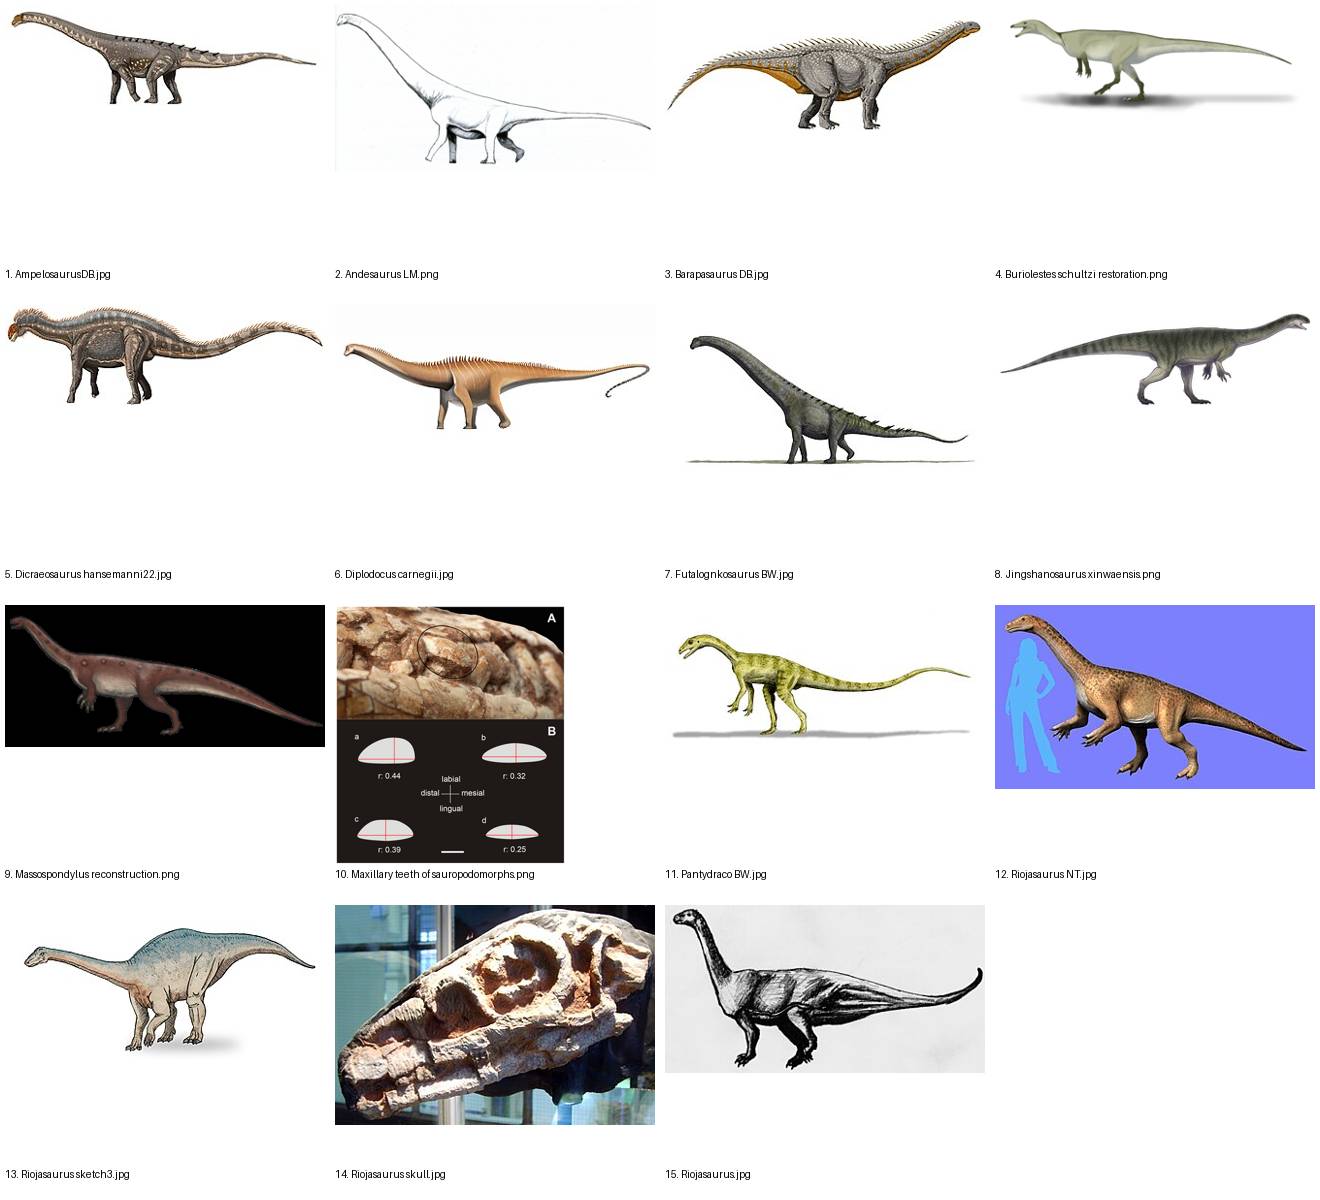 1. AmpelosaurusDB.jpg
2. Andesaurus LM.png
3. Barapasaurus DB.jpg
4. Buriolestes schultzi restoration.png
5. Dicraeosaurus hansemanni22.jpg
6. Diplodocus carnegii.jpg
7. Futalognkosaurus BW.jpg
8. Jingshanosaurus xinwaensis.png
A
B
a
b
r: 0.44
r: 0.32
labial
distal
mesial
lingual
c
d
r: 0.39
r: 0.25
9. Massospondylus reconstruction.png
10. Maxillary teeth of sauropodomorphs.png
11. Pantydraco BW.jpg
12. Riojasaurus NT.jpg
13. Riojasaurus sketch3.jpg
14. Riojasaurus skull.jpg
15. Riojasaurus.jpg